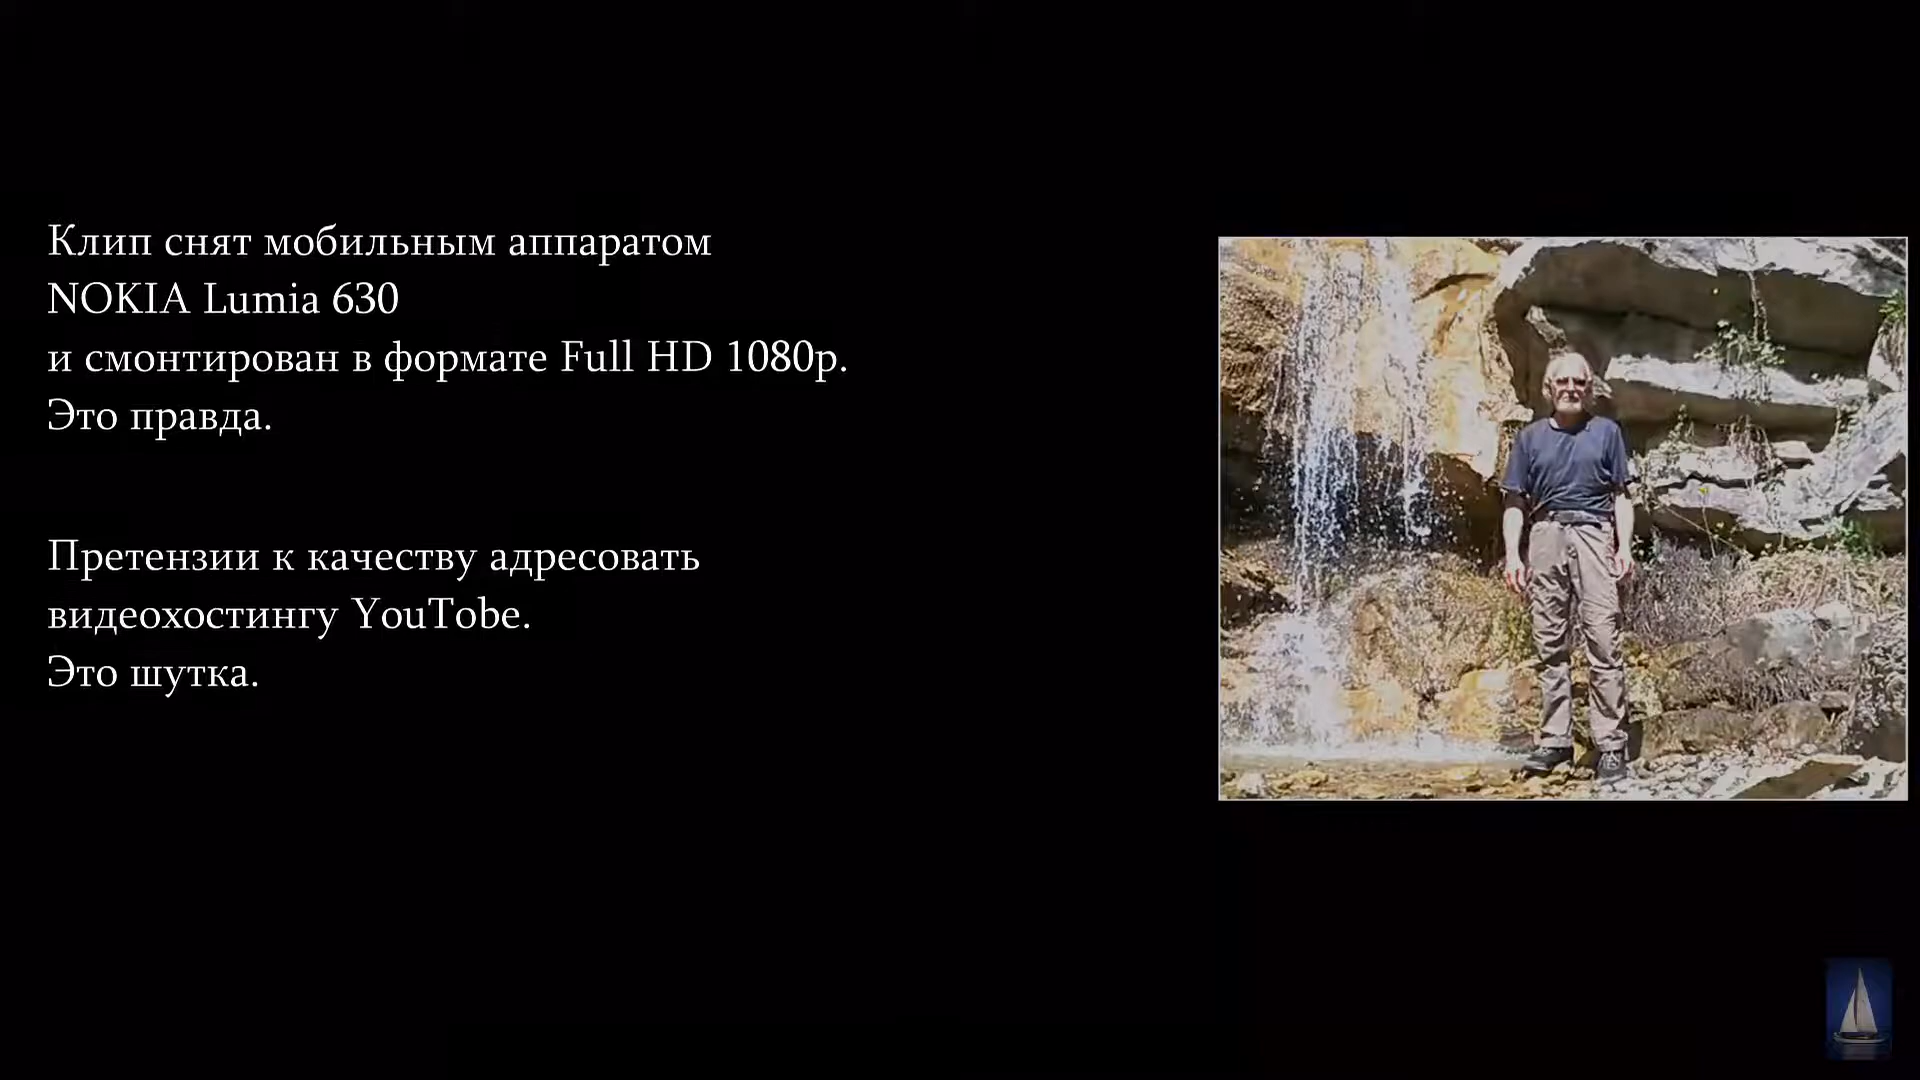 Клип снят мобильным аппаратом
NOKIA Lumia 630
и смонтирован в формате Full HD 1080p.
Это правда.
Претензии к качеству адресовать
видеохостингу YouTobe.
Это шутка.